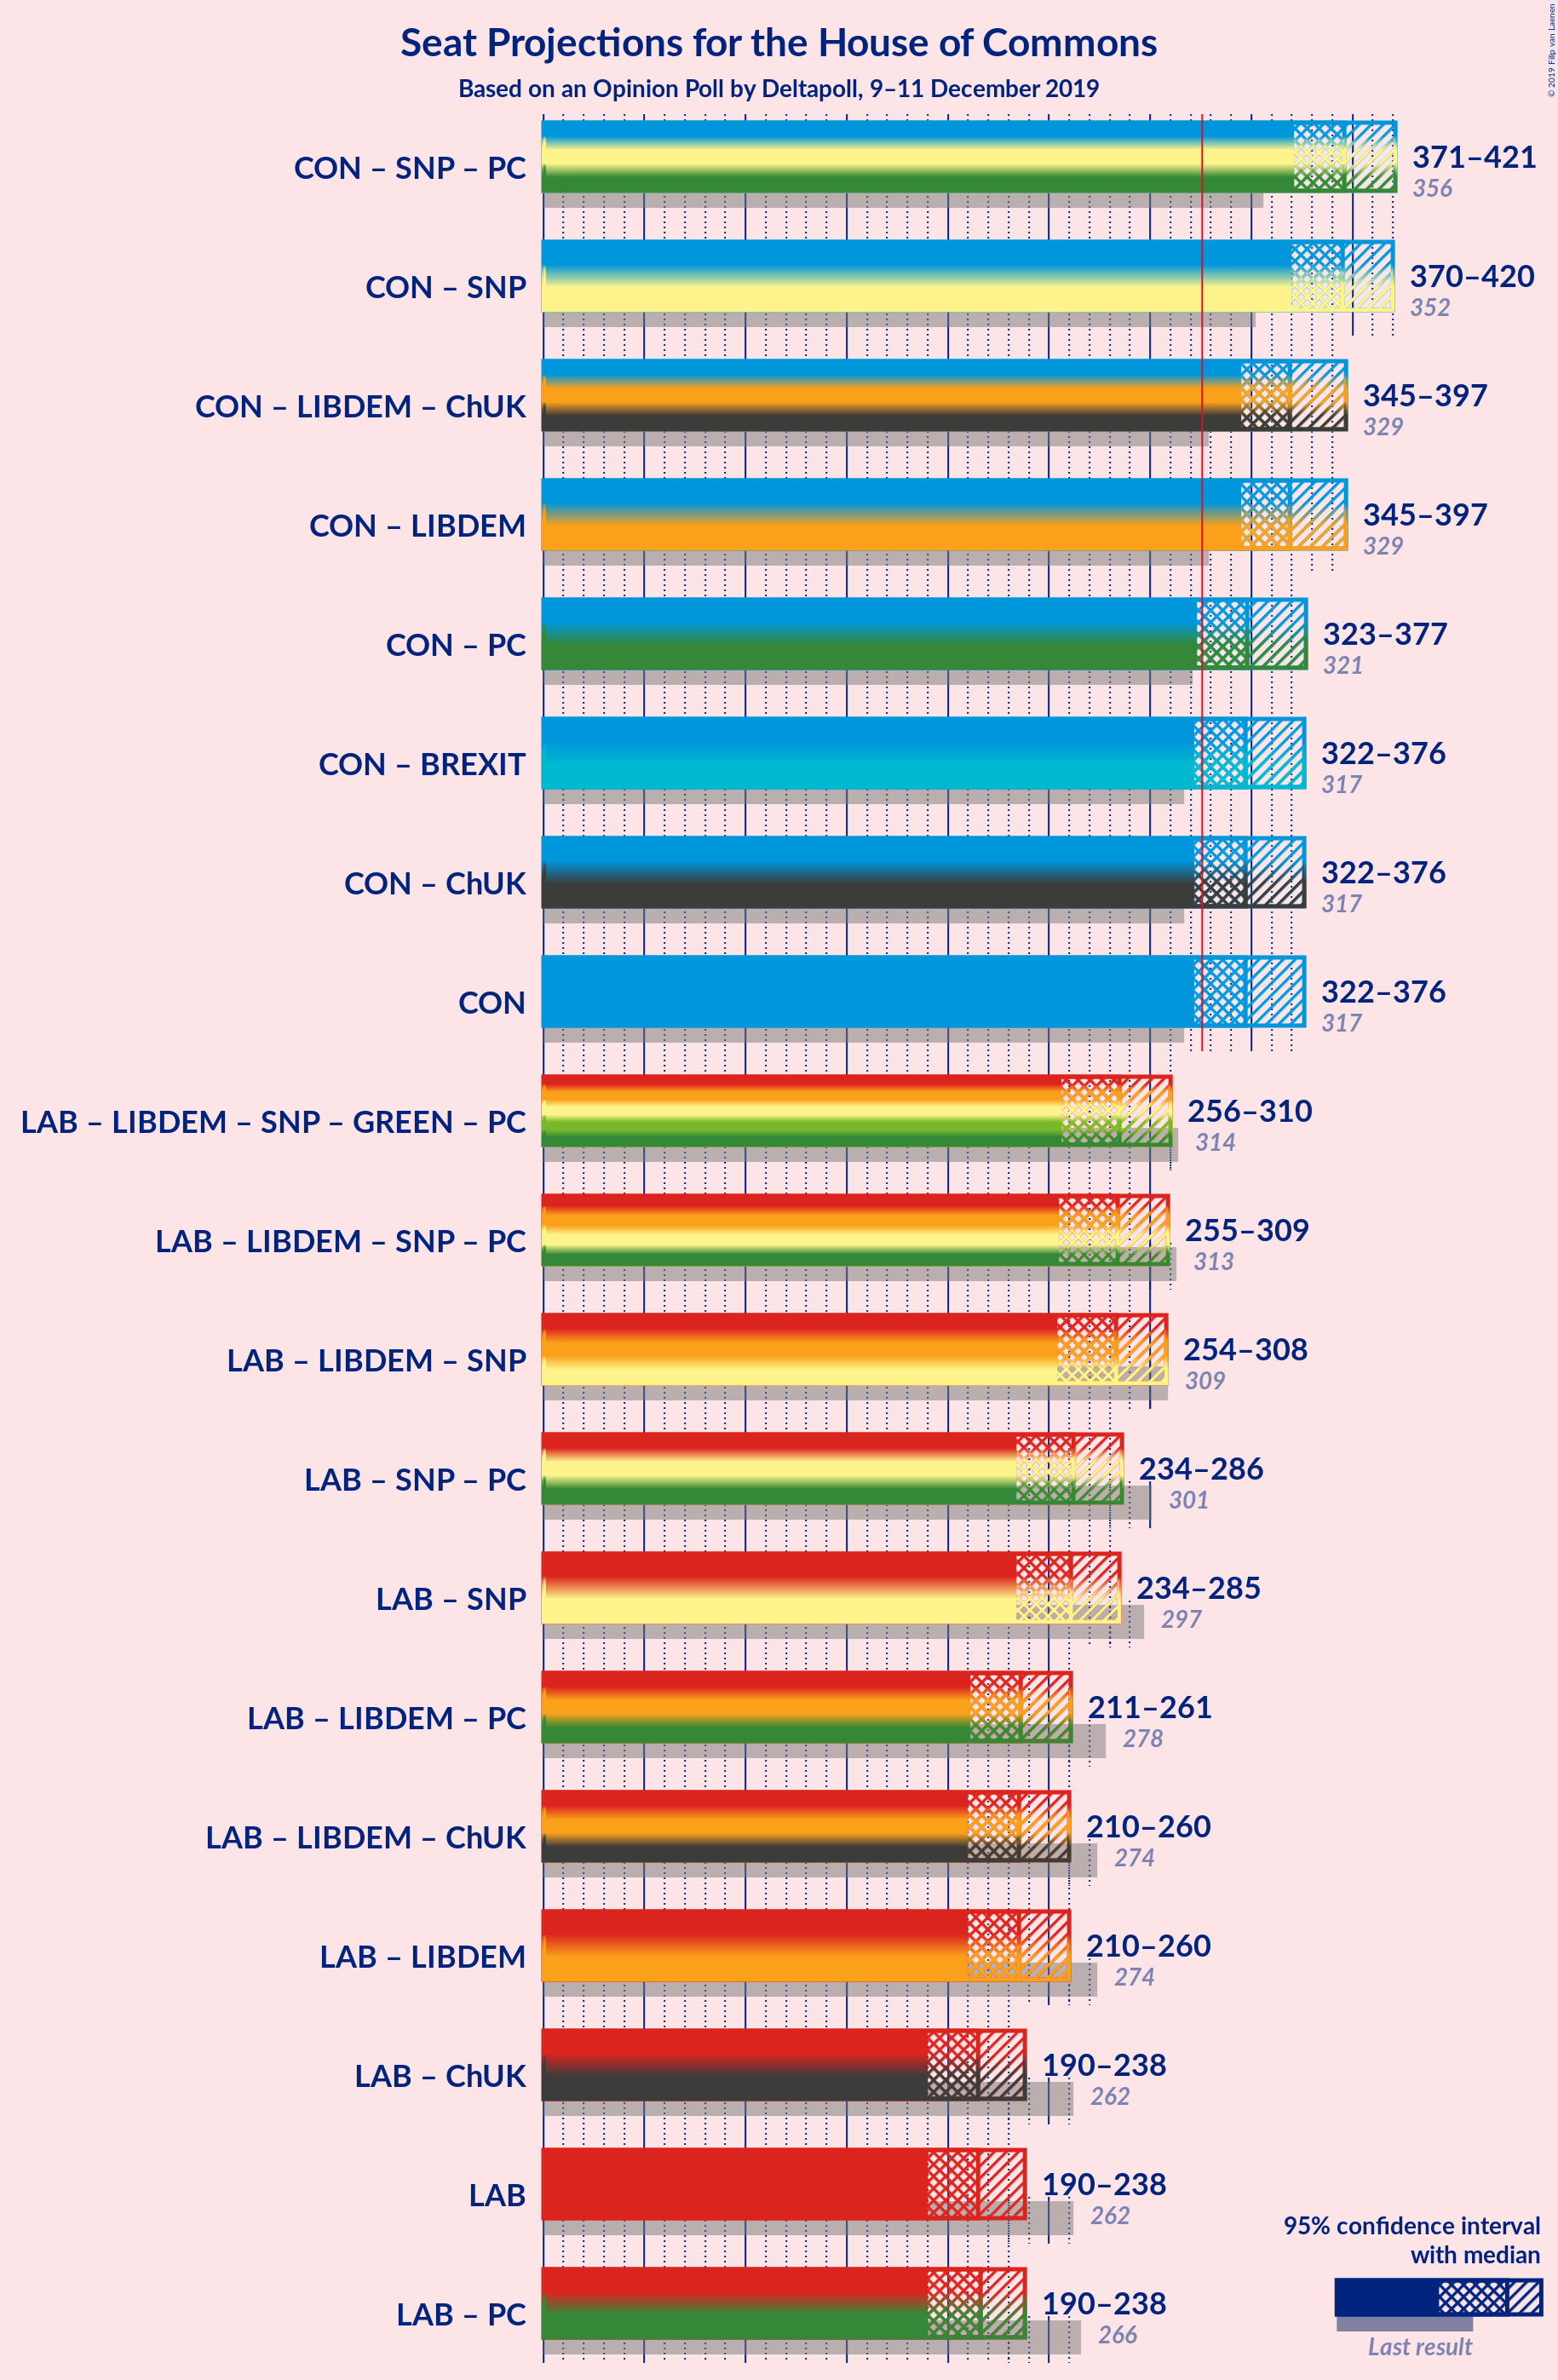 Seat Projections for the House of Commons
Based on an Opinion Poll by Deltapoll, 9–11 December 2019
© 2019 Filip van Laenen
CON – SNP – PC
371–421
356
CON – SNP
370–420
352
CON – LIBDEM – ChUK
345–397
329
CON – LIBDEM
345–397
329
CON – PC
323–377
321
CON – BREXIT
322–376
317
CON – ChUK
322–376
317
CON
322–376
317
LAB – LIBDEM – SNP – GREEN – PC
256–310
314
LAB – LIBDEM – SNP – PC
255–309
313
LAB – LIBDEM – SNP
254–308
309
LAB – SNP – PC
234–286
301
LAB – SNP
234–285
297
LAB – LIBDEM – PC
211–261
278
LAB – LIBDEM – ChUK
210–260
274
LAB – LIBDEM
210–260
274
LAB – ChUK
190–238
262
LAB
190–238
262
LAB – PC
190–238
266
95% confidence interval
with median
Last result